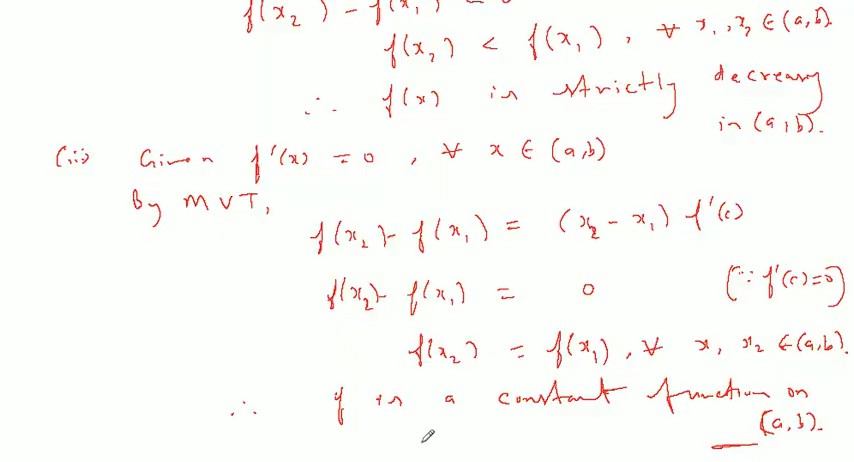 f(x₂) - f(x₁)
f(x₂) < f(x₁), ∀ x₁, x₂ ∈ (a, b).
∴ f(x) is strictly decreasing
in (a, b).
(iii) Given f'(x) = 0, ∀ x ∈ (a, b)
By MVT,
f(x₂) - f(x₁) = (x₂ - x₁) f'(c)
f(x₂) - f(x₁) = 0 (∵ f'(c) = 0)
f(x₂) = f(x₁), ∀ x₁ x₂ ∈ (a, b).
∴ f is a constant function on
(a, b).